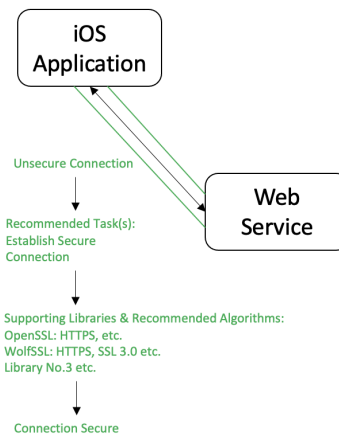 iOS
Application
Unsecure Connection
Web
Service
Recommended Task(s):
Establish Secure
Connection
Supporting Libraries & Recommended Algorithms:
OpenSSL: HTTPS, etc.
WolfSSL: HTTPS, SSL 3.0 etc.
Library No.3 etc.
Connection Secure